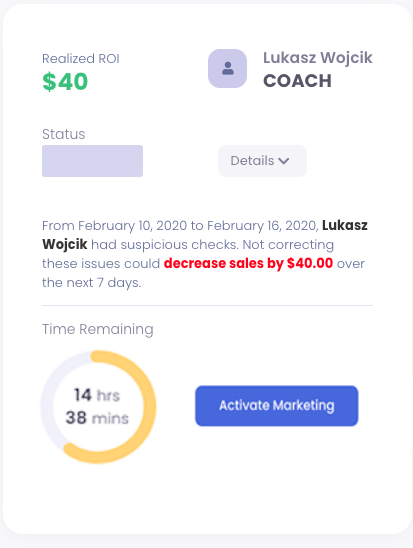 Realized ROI
$40
Lukasz Wojcik
COACH
Status
Details
From February 10, 2020 to February 16, 2020, Lukasz
Wojcik had suspicious checks. Not correcting
these issues could decrease sales by $40.00 over
the next 7 days.
Time Remaining
14 hrs
38 mins
Activate Marketing